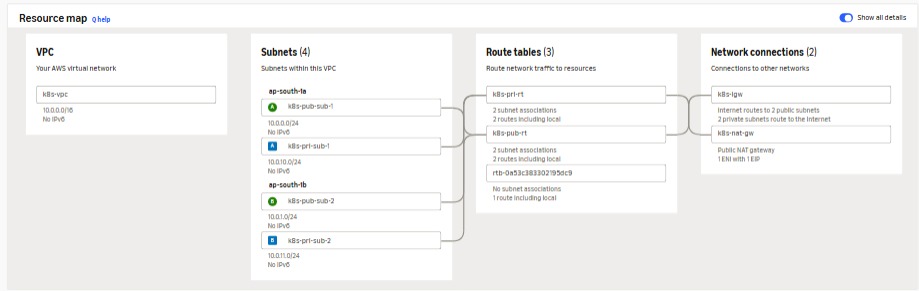 Resource map
Q help
Show all details
VPC
Your AWS virtual network
k8s-vpc
10.0.0.0/16
No IPv6
Subnets (4)
Subnets within this VPC
ap-south-1a
A k8s-pub-sub-1
10.0.0.0/24
No IPv6
A k8s-pri-sub-1
10.0.10.0/24
No IPv6
ap-south-1b
B k8s-pub-sub-2
10.0.1.0/24
No IPv6
B k8s-pri-sub-2
10.0.11.0/24
No IPv6
Route tables (3)
Route network traffic to resources
k8s-pri-rt
2 subnet associations
2 routes including local
k8s-pub-rt
2 subnet associations
2 routes including local
rtb-0a53c383302195dc9
No subnet associations
1 route including local
Network connections (2)
Connections to other networks
k8s-igw
Internet routes to 2 public subnets
2 private subnets route to the Internet
k8s-nat-gw
Public NAT gateway
1 ENI with 1 EIP